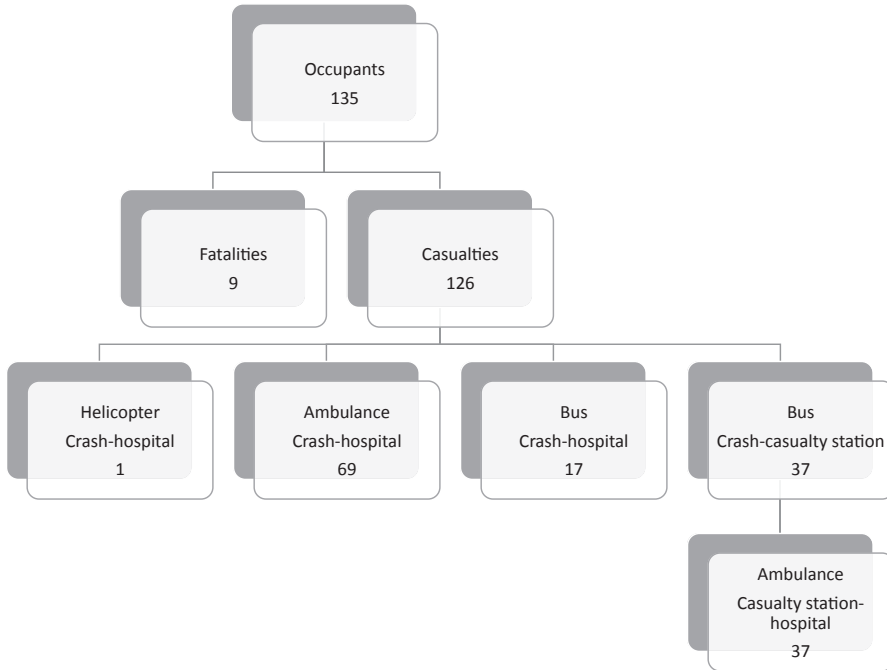 Occupants
135
Fatalities
9
Casualties
126
Helicopter
Crash-hospital
1
Ambulance
Crash-hospital
69
Bus
Crash-hospital
17
Bus
Crash-casualty station
37
Ambulance
Casualty station-
hospital
37